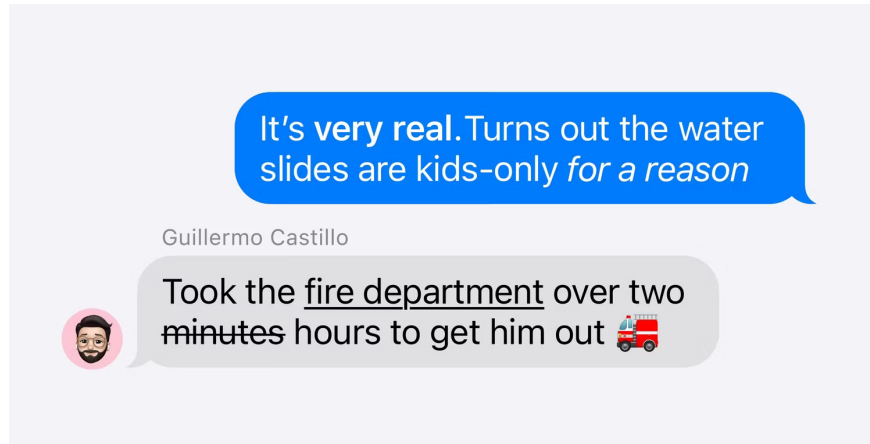 It's very real.Turns out the water
slides are kids-only for a reason
Guillermo Castillo
Took the fire department over two
minutes hours to get him out 🚒